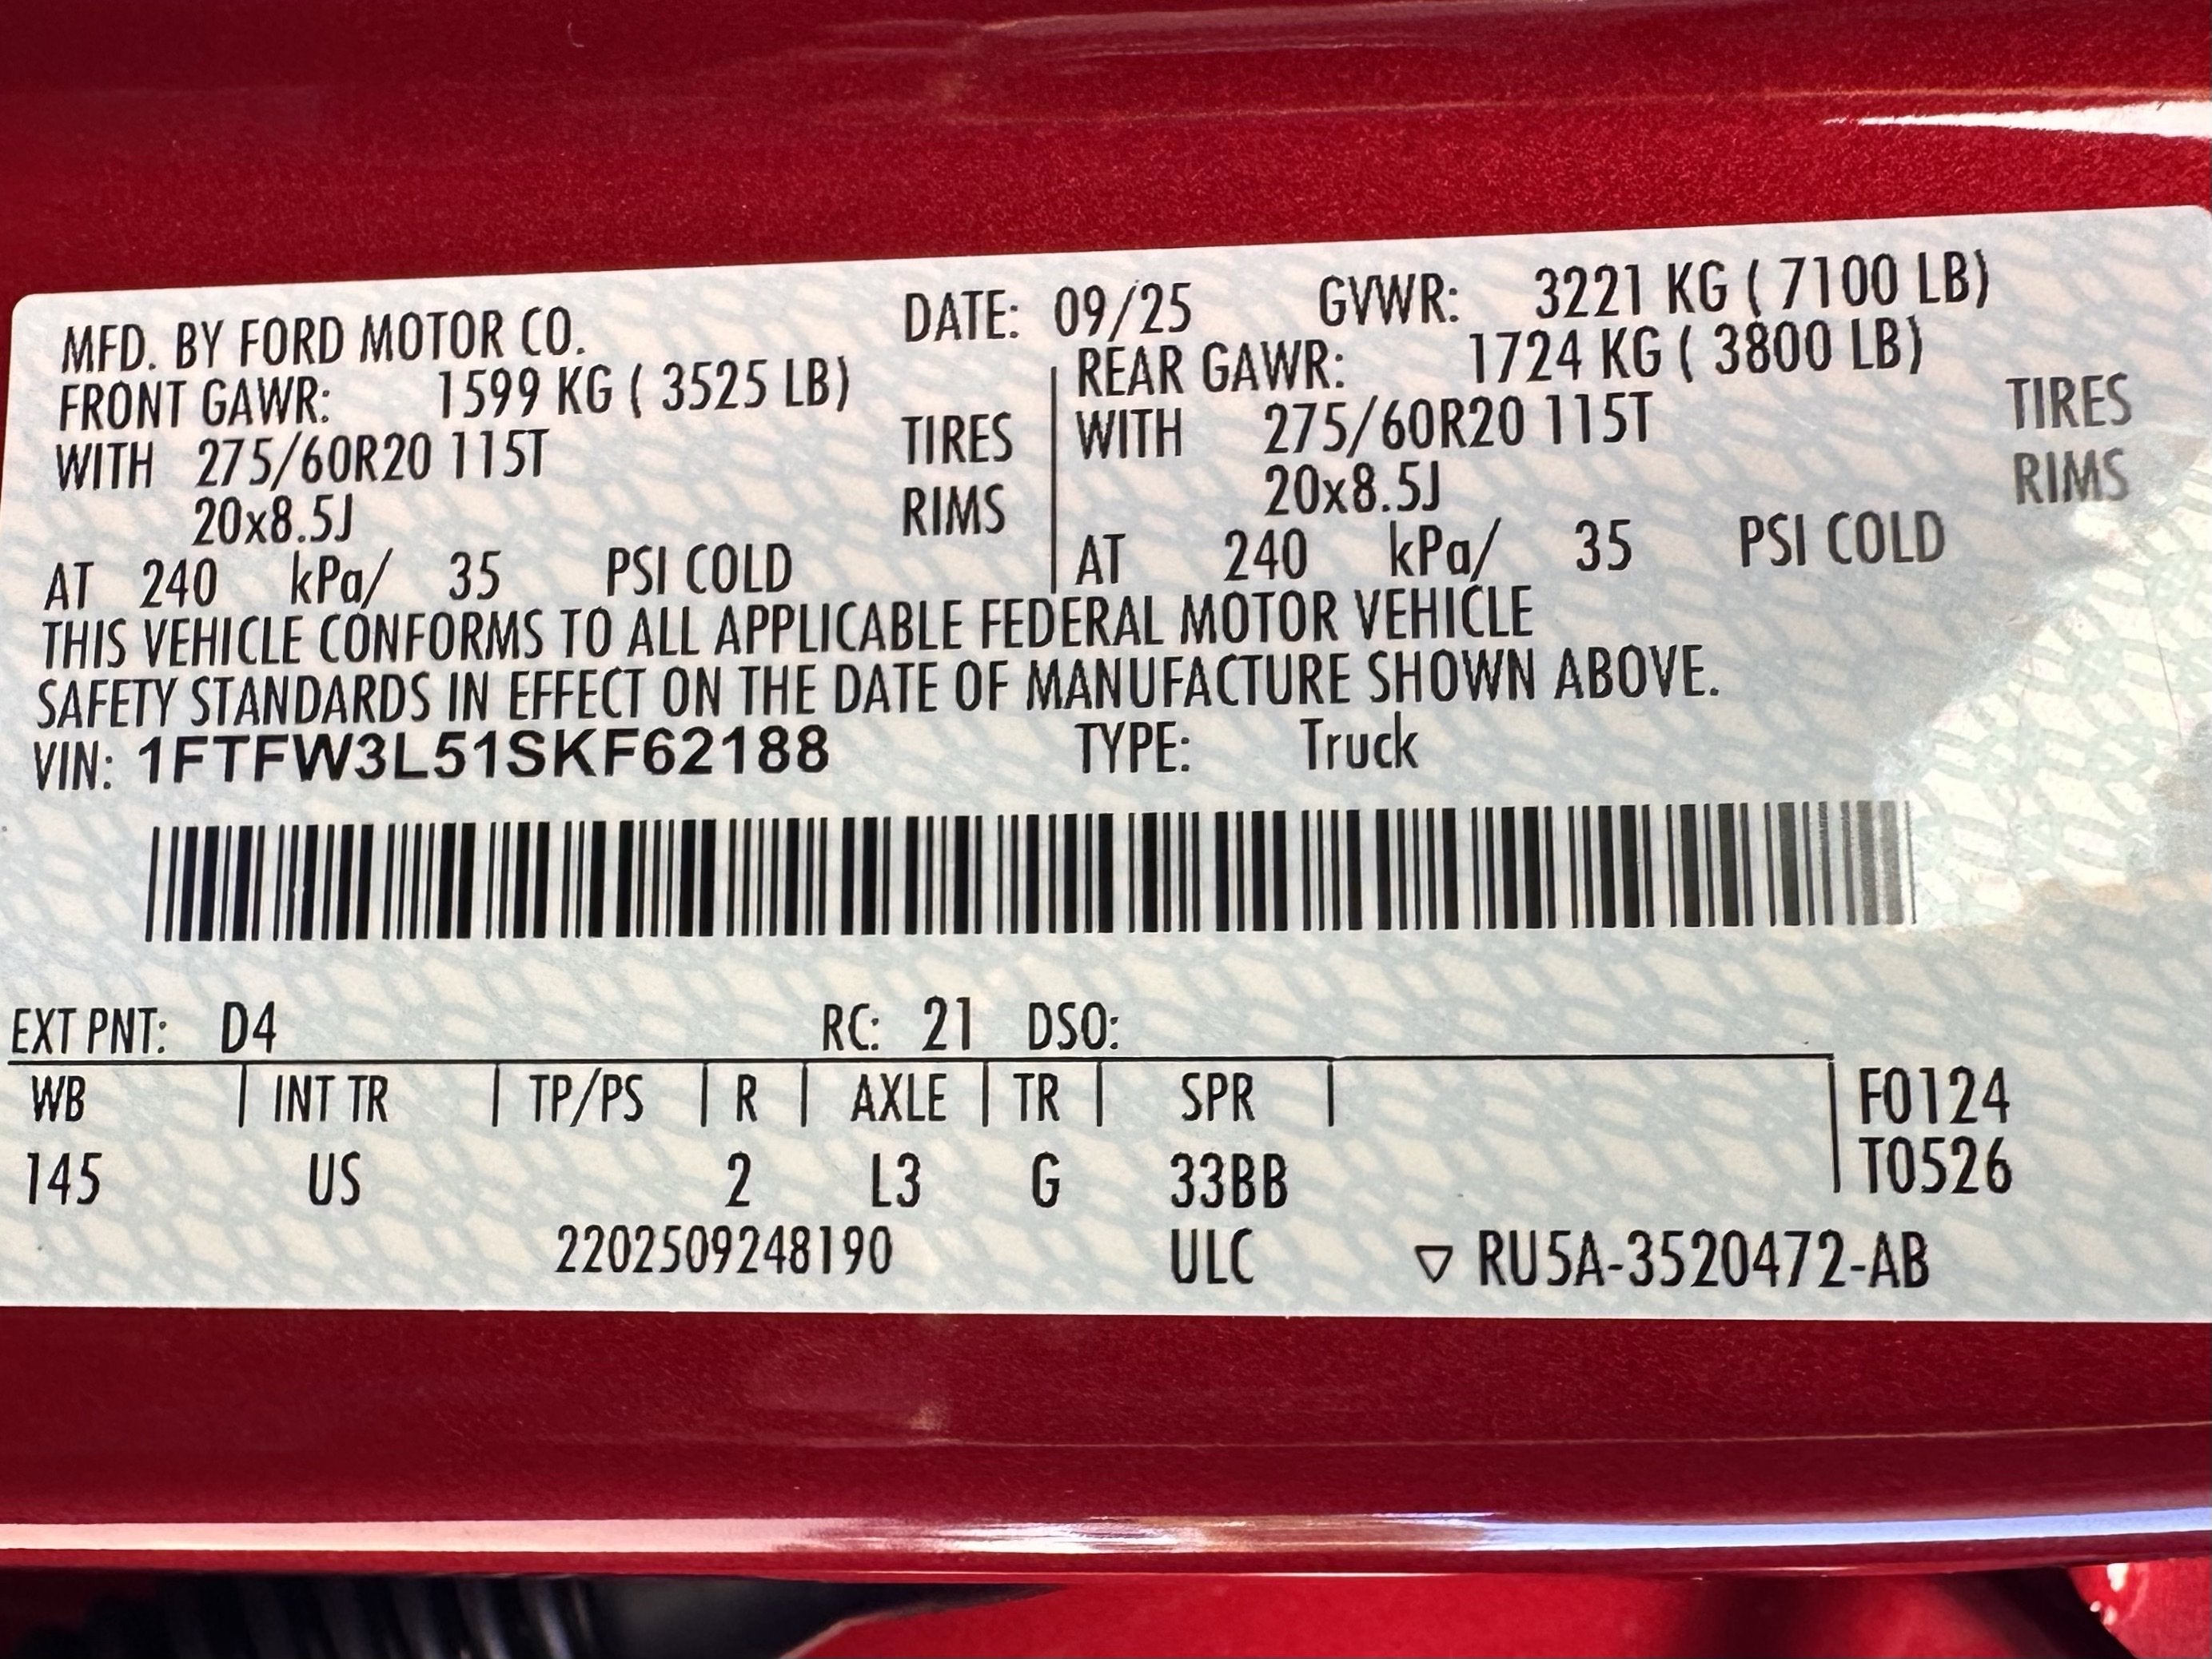 MFD. BY FORD MOTOR CO. DATE: 09/25 GVWR: 3221 KG ( 7100 LB)
FRONT GAWR: 1599 KG ( 3525 LB) REAR GAWR: 1724 KG ( 3800 LB)
WITH 275/60R20 115T TIRES WITH 275/60R20 115T TIRES
20x8.5J RIMS 20x8.5J RIMS
AT 240 kPa/ 35 PSI COLD AT 240 kPa/ 35 PSI COLD
THIS VEHICLE CONFORMS TO ALL APPLICABLE FEDERAL MOTOR VEHICLE
SAFETY STANDARDS IN EFFECT ON THE DATE OF MANUFACTURE SHOWN ABOVE.
VIN: 1FTFW3L51SKF62188 TYPE: Truck
EXT PNT: D4 RC: 21 DSO:
WB INT TR TP/PS R AXLE TR SPR F0124
145 US 2 L3 G 33BB T0526
2202509248190 ULC ▽ RU5A-3520472-AB